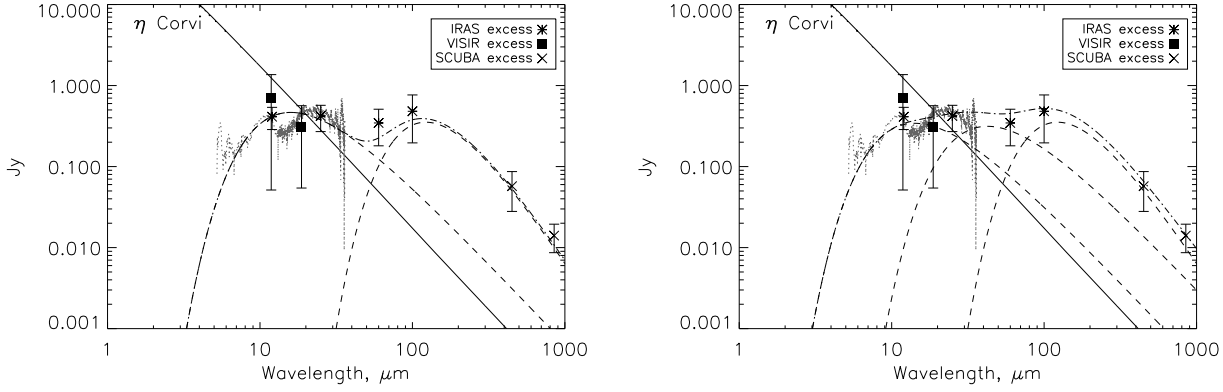 η Corvi
IRAS excess
VISIR excess
SCUBA excess
10.000
1.000
0.100
0.010
0.001
Jy
1 10 100 1000
Wavelength, μm
η Corvi
IRAS excess
VISIR excess
SCUBA excess
10.000
1.000
0.100
0.010
0.001
Jy
1 10 100 1000
Wavelength, μm